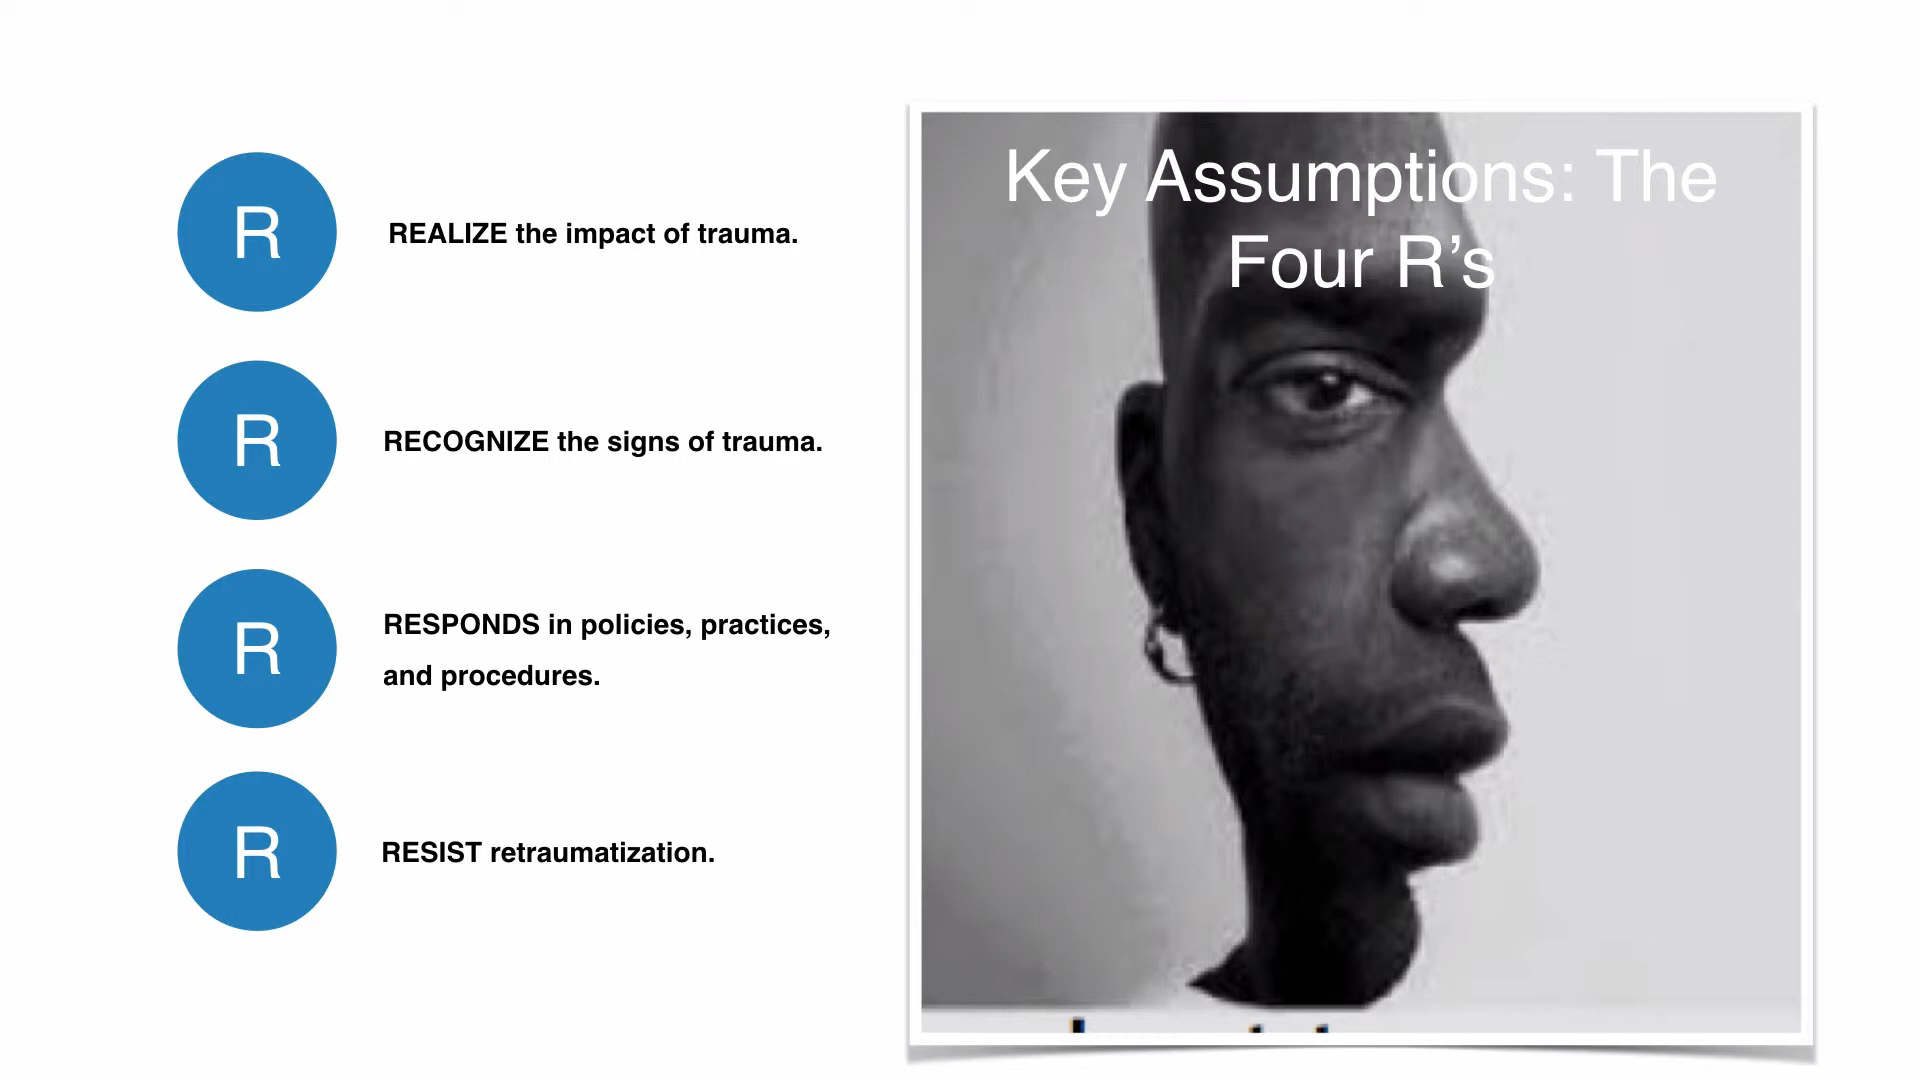 Key Assumptions: The
Four R’s
R
REALIZE the impact of trauma.
R
RECOGNIZE the signs of trauma.
R
RESPONDS in policies, practices,
and procedures.
R
RESIST retraumatization.